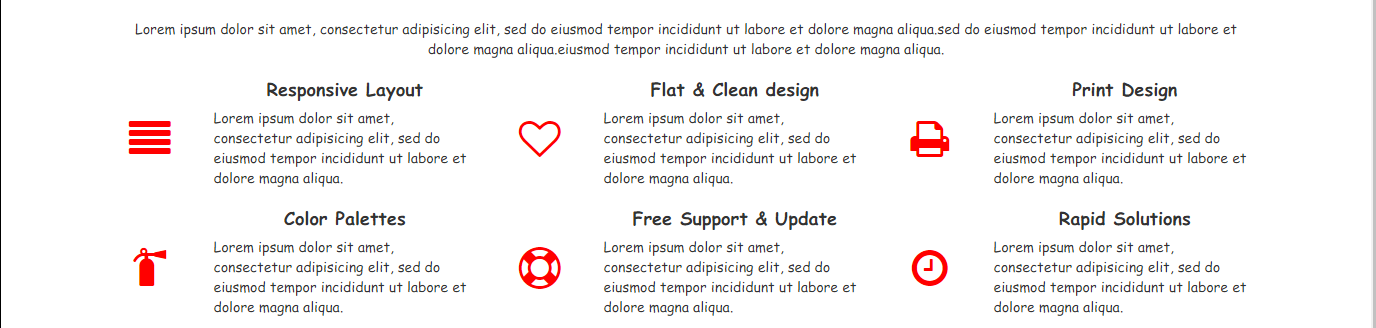 Lorem ipsum dolor sit amet, consectetur adipisicing elit, sed do eiusmod tempor incididunt ut labore et dolore magna aliqua.sed do eiusmod tempor incididunt ut labore et
dolore magna aliqua.eiusmod tempor incididunt ut labore et dolore magna aliqua.
Responsive Layout
Lorem ipsum dolor sit amet,
consectetur adipisicing elit, sed do
eiusmod tempor incididunt ut labore et
dolore magna aliqua.
Flat & Clean design
Lorem ipsum dolor sit amet,
consectetur adipisicing elit, sed do
eiusmod tempor incididunt ut labore et
dolore magna aliqua.
Print Design
Lorem ipsum dolor sit amet,
consectetur adipisicing elit, sed do
eiusmod tempor incididunt ut labore et
dolore magna aliqua.
Color Palettes
Lorem ipsum dolor sit amet,
consectetur adipisicing elit, sed do
eiusmod tempor incididunt ut labore et
dolore magna aliqua.
Free Support & Update
Lorem ipsum dolor sit amet,
consectetur adipisicing elit, sed do
eiusmod tempor incididunt ut labore et
dolore magna aliqua.
Rapid Solutions
Lorem ipsum dolor sit amet,
consectetur adipisicing elit, sed do
eiusmod tempor incididunt ut labore et
dolore magna aliqua.